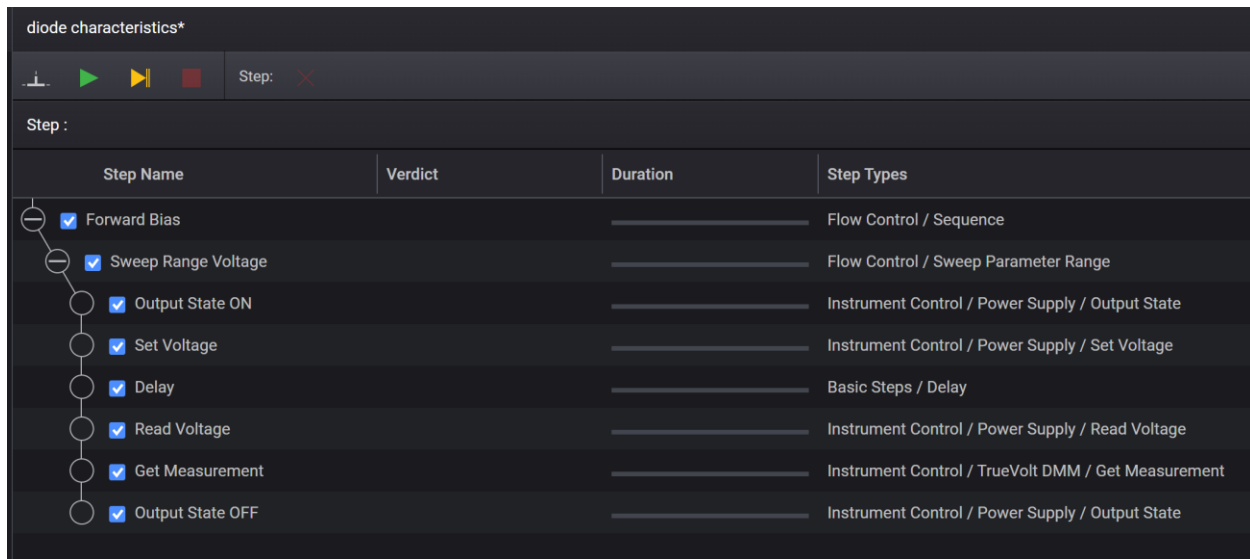 diode characteristics*
Step:
Step :
Step Name Verdict Duration Step Types
Forward Bias Flow Control / Sequence
Sweep Range Voltage Flow Control / Sweep Parameter Range
Output State ON Instrument Control / Power Supply / Output State
Set Voltage Instrument Control / Power Supply / Set Voltage
Delay Basic Steps / Delay
Read Voltage Instrument Control / Power Supply / Read Voltage
Get Measurement Instrument Control / TrueVolt DMM / Get Measurement
Output State OFF Instrument Control / Power Supply / Output State